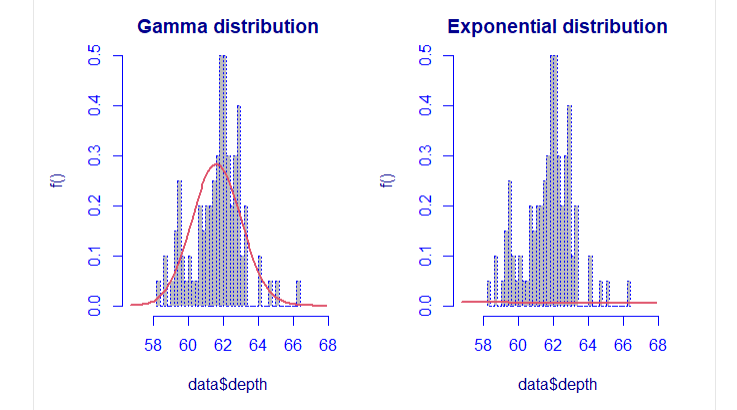 Gamma distribution
f()
0.0 0.1 0.2 0.3 0.4 0.5
58 60 62 64 66 68
data$depth
Exponential distribution
f()
0.0 0.1 0.2 0.3 0.4 0.5
58 60 62 64 66 68
data$depth